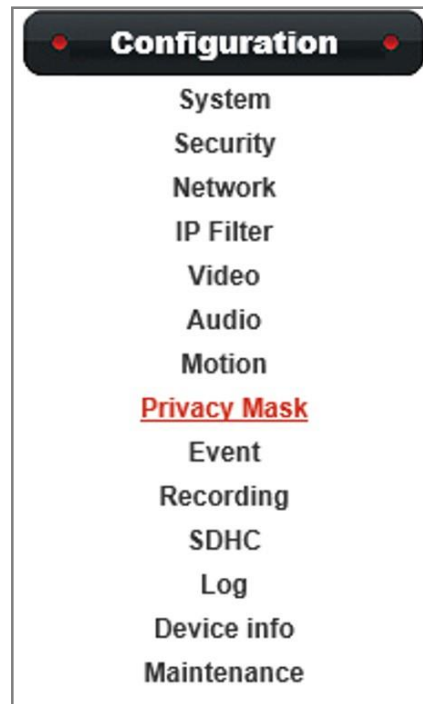 Configuration
System
Security
Network
IP Filter
Video
Audio
Motion
Privacy Mask
Event
Recording
SDHC
Log
Device info
Maintenance